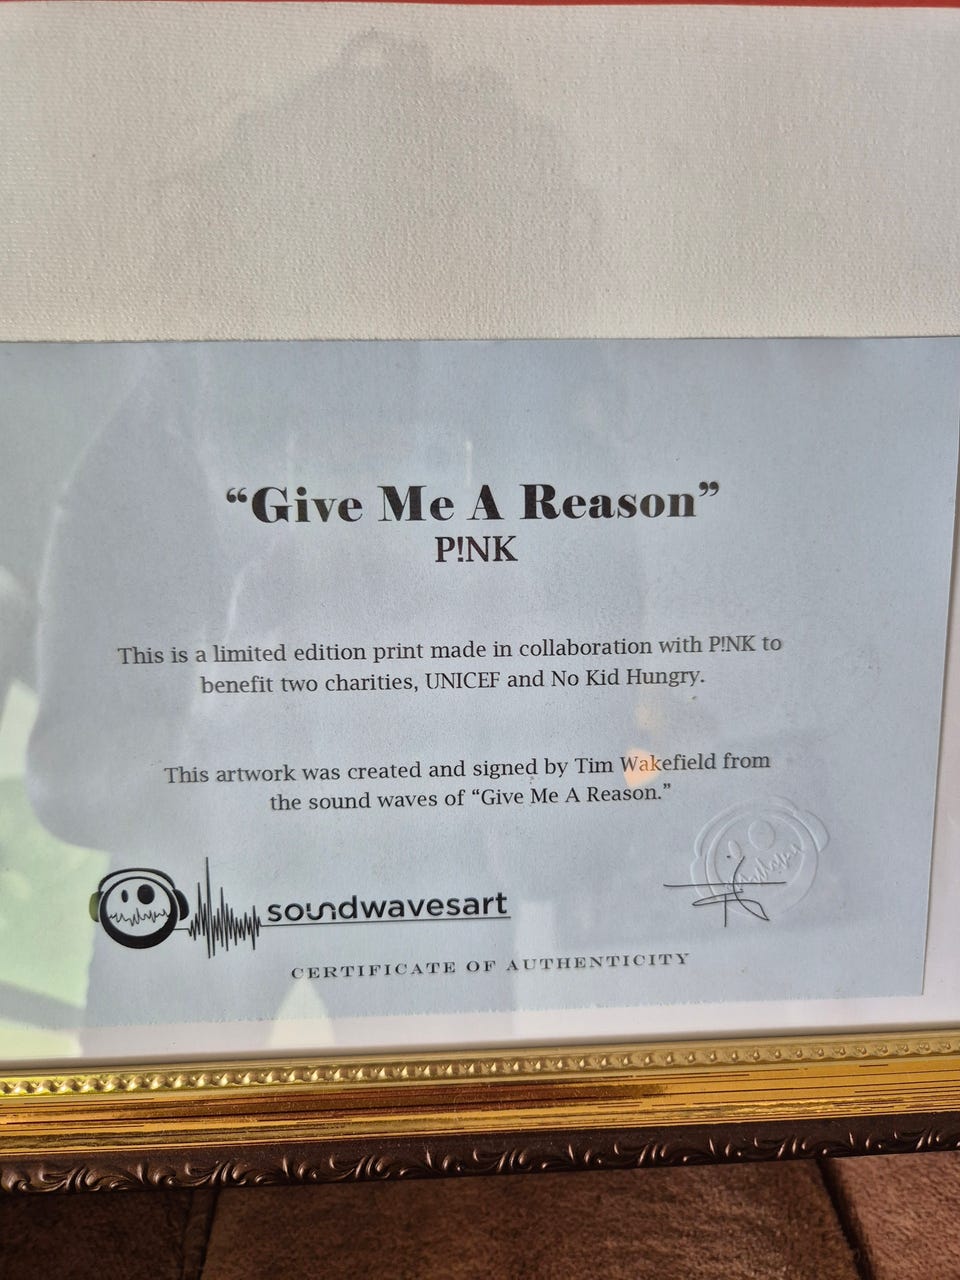 “Give Me A Reason”
P!NK
This is a limited edition print made in collaboration with P!NK to
benefit two charities, UNICEF and No Kid Hungry.
This artwork was created and signed by Tim Wakefield from
the sound waves of “Give Me A Reason.”
soundwavesart
CERTIFICATE OF AUTHENTICITY